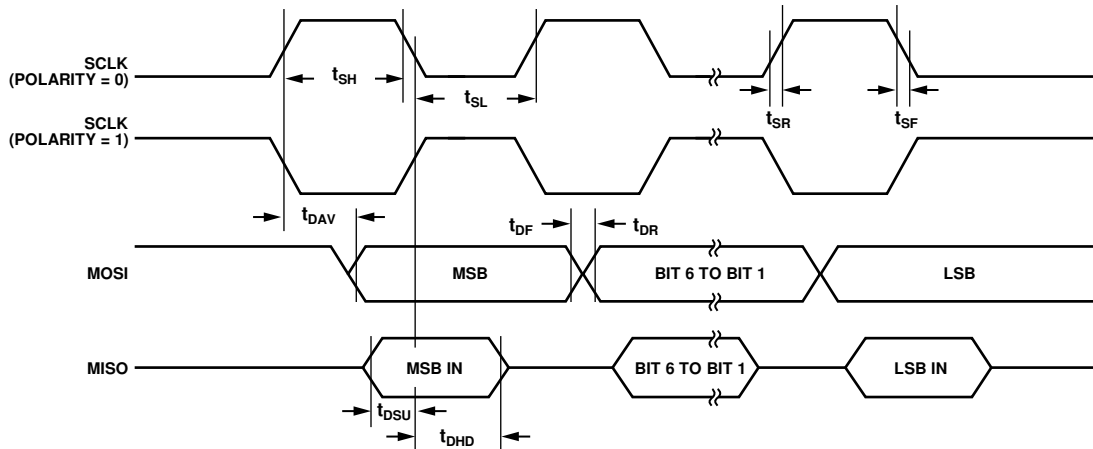 SCLK
(POLARITY = 0)
tSH
tSL
tSR
tSF
SCLK
(POLARITY = 1)
tDAV
tDF
tDR
MOSI
MSB
BIT 6 TO BIT 1
LSB
MISO
MSB IN
BIT 6 TO BIT 1
LSB IN
tDSU
tDHD